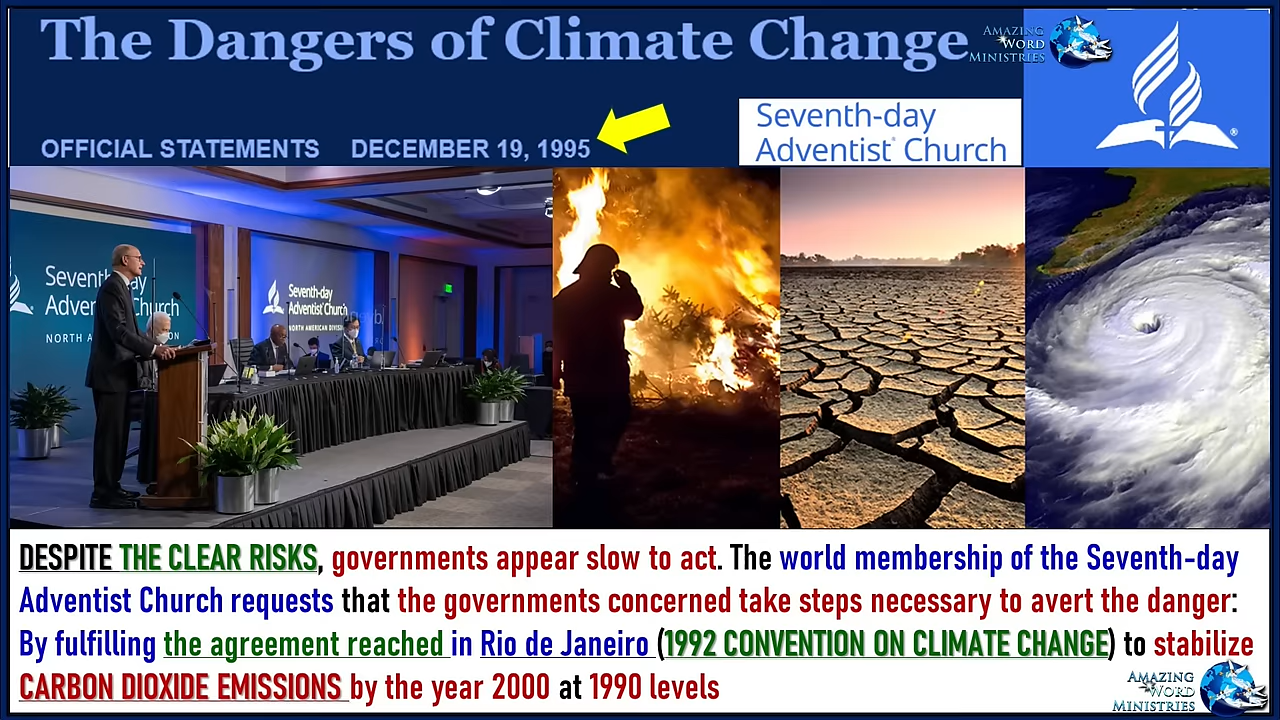 The Dangers of Climate Change
AMAZING
WORD
MINISTRIES
OFFICIAL STATEMENTS DECEMBER 19, 1995
Seventh-day
Adventist® Church
®
Seventh-day
Adventist Church
NORTH A
Seventh-day
Adventist Church
NORTH AMERICAN DIVISION
DESPITE THE CLEAR RISKS, governments appear slow to act. The world membership of the Seventh-day
Adventist Church requests that the governments concerned take steps necessary to avert the danger:
By fulfilling the agreement reached in Rio de Janeiro (1992 CONVENTION ON CLIMATE CHANGE) to stabilize
CARBON DIOXIDE EMISSIONS by the year 2000 at 1990 levels
AMAZING
WORD
MINISTRIES